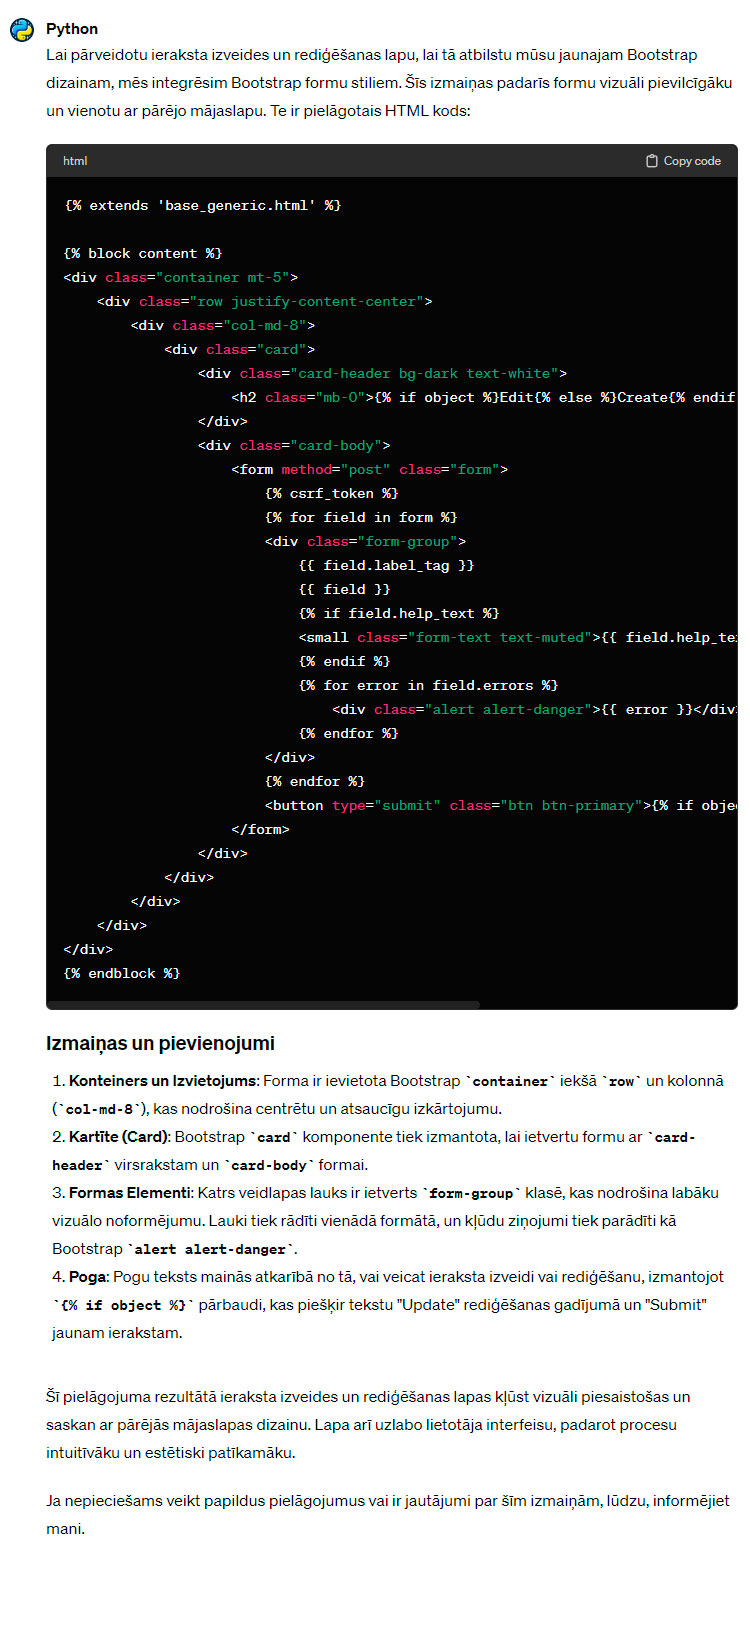 Python
Lai pārveidotu ieraksta izveides un rediģēšanas lapu, lai tā atbilstu mūsu jaunajam Bootstrap
dizainam, mēs integrēsim Bootstrap formu stiliem. Šīs izmaiņas padarīs formu vizuāli pievilcīgāku
un vienotu ar pārējo mājaslapu. Te ir pielāgotais HTML kods:
html Copy code
{% extends 'base_generic.html' %}
{% block content %}
<div class="container mt-5">
    <div class="row justify-content-center">
        <div class="col-md-8">
            <div class="card">
                <div class="card-header bg-dark text-white">
                    <h2 class="mb-0">{% if object %}Edit{% else %}Create{% endif
                </div>
                <div class="card-body">
                    <form method="post" class="form">
                        {% csrf_token %}
                        {% for field in form %}
                        <div class="form-group">
                            {{ field.label_tag }}
                            {{ field }}
                            {% if field.help_text %}
                            <small class="form-text text-muted">{{ field.help_te
                            {% endif %}
                            {% for error in field.errors %}
                                <div class="alert alert-danger">{{ error }}</div
                            {% endfor %}
                        </div>
                        {% endfor %}
                        <button type="submit" class="btn btn-primary">{% if obje
                    </form>
                </div>
            </div>
        </div>
    </div>
</div>
{% endblock %}
Izmaiņas un pievienojumi
1. Konteiners un Izvietojums: Forma ir ievietota Bootstrap `container` iekšā `row` un kolonnā
(`col-md-8`), kas nodrošina centrētu un atsaucīgu izkārtojumu.
2. Kartīte (Card): Bootstrap `card` komponente tiek izmantota, lai ietvertu formu ar `card-
header` virsrakstam un `card-body` formai.
3. Formas Elementi: Katrs veidlapas lauks ir ietverts `form-group` klasē, kas nodrošina labāku
vizuālo noformējumu. Lauki tiek rādīti vienādā formātā, un kļūdu ziņojumi tiek parādīti kā
Bootstrap `alert alert-danger`.
4. Poga: Pogu teksts mainās atkarībā no tā, vai veicat ieraksta izveidi vai rediģēšanu, izmantojot
`{% if object %}` pārbaudi, kas piešķir tekstu "Update" rediģēšanas gadījumā un "Submit"
jaunam ierakstam.
Šī pielāgojuma rezultātā ieraksta izveides un rediģēšanas lapas kļūst vizuāli piesaistošas un
saskan ar pārējās mājaslapas dizainu. Lapa arī uzlabo lietotāja interfeisu, padarot procesu
intuitīvāku un estētiski patīkamāku.
Ja nepieciešams veikt papildus pielāgojumus vai ir jautājumi par šīm izmaiņām, lūdzu, informējiet
mani.